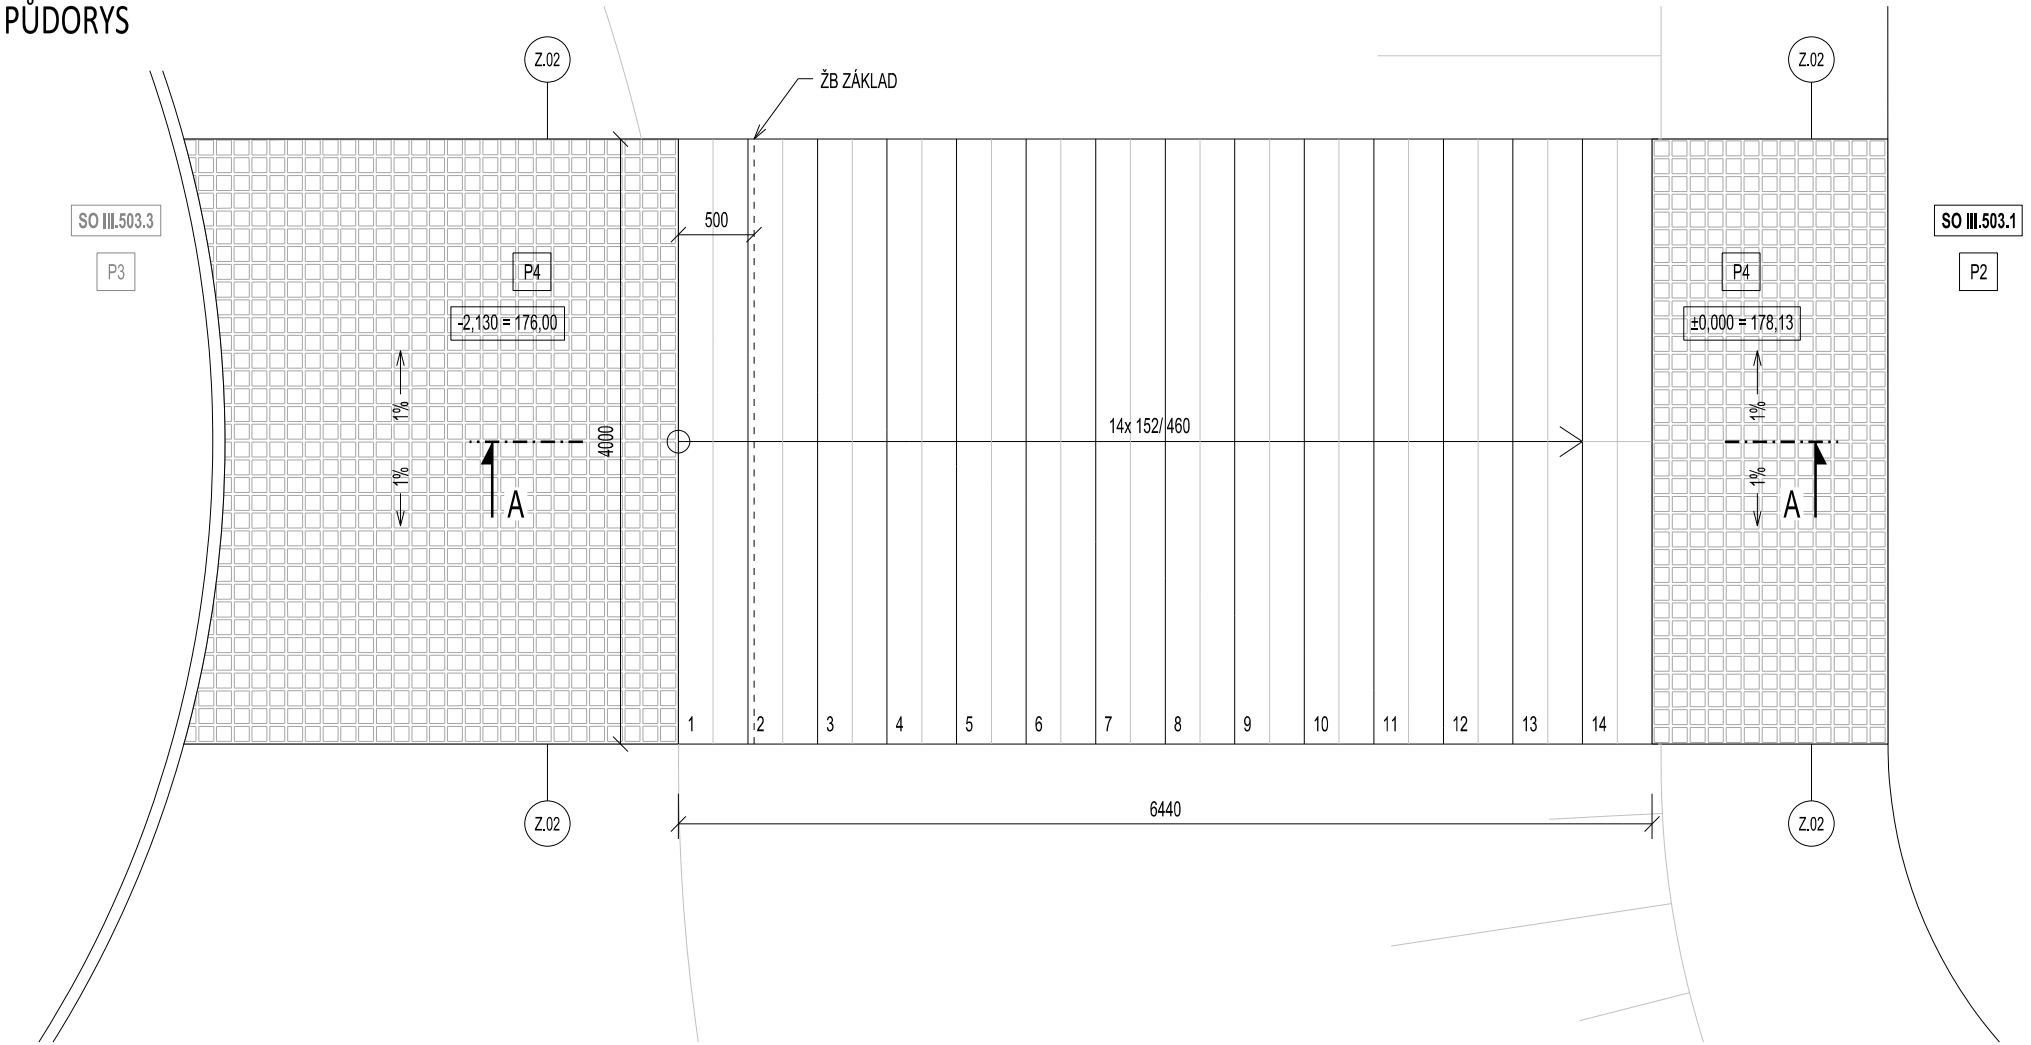 PŮDORYS
Z.02
Z.02
ŽB ZÁKLAD
SO III.503.3
500
SO III.503.1
P3
P4
P4
P2
-2,130 = 176,00
±0,000 = 178,13
1%
1%
4000
14x 152/ 460
1%
1%
A
A
1
2
3
4
5
6
7
8
9
10
11
12
13
14
6440
Z.02
Z.02